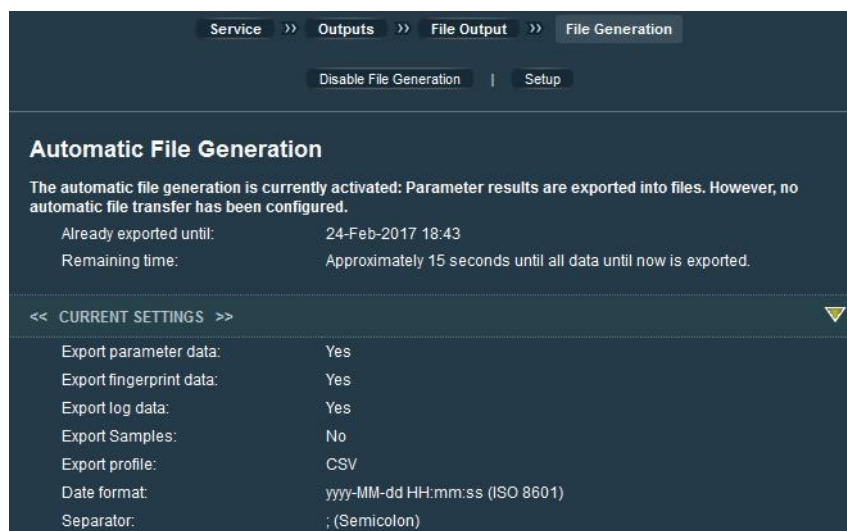 Service >> Outputs >> File Output >> File Generation
Disable File Generation | Setup
Automatic File Generation
The automatic file generation is currently activated: Parameter results are exported into files. However, no
automatic file transfer has been configured.
Already exported until: 24-Feb-2017 18:43
Remaining time: Approximately 15 seconds until all data until now is exported.
<< CURRENT SETTINGS >>
Export parameter data: Yes
Export fingerprint data: Yes
Export log data: Yes
Export Samples: No
Export profile: CSV
Date format: yyyy-MM-dd HH:mm:ss (ISO 8601)
Separator: ; (Semicolon)